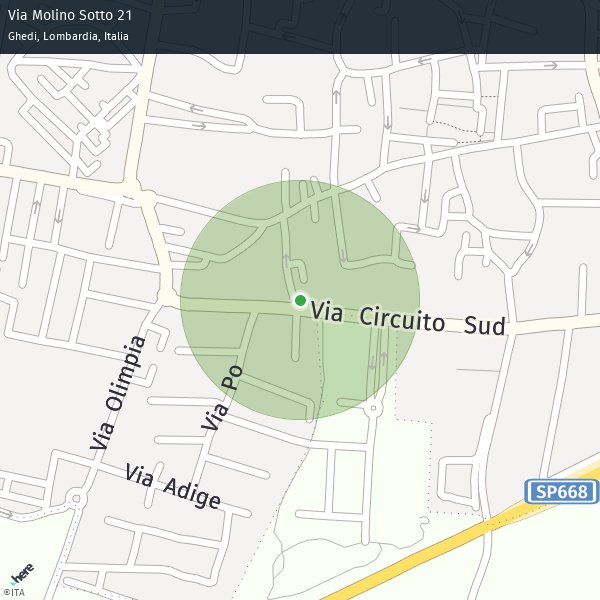 Via Molino Sotto 21
Ghedi, Lombardia, Italia
Via Circuito Sud
Via Olimpia
Via Po
Via Adige
SP668
here
©ITA